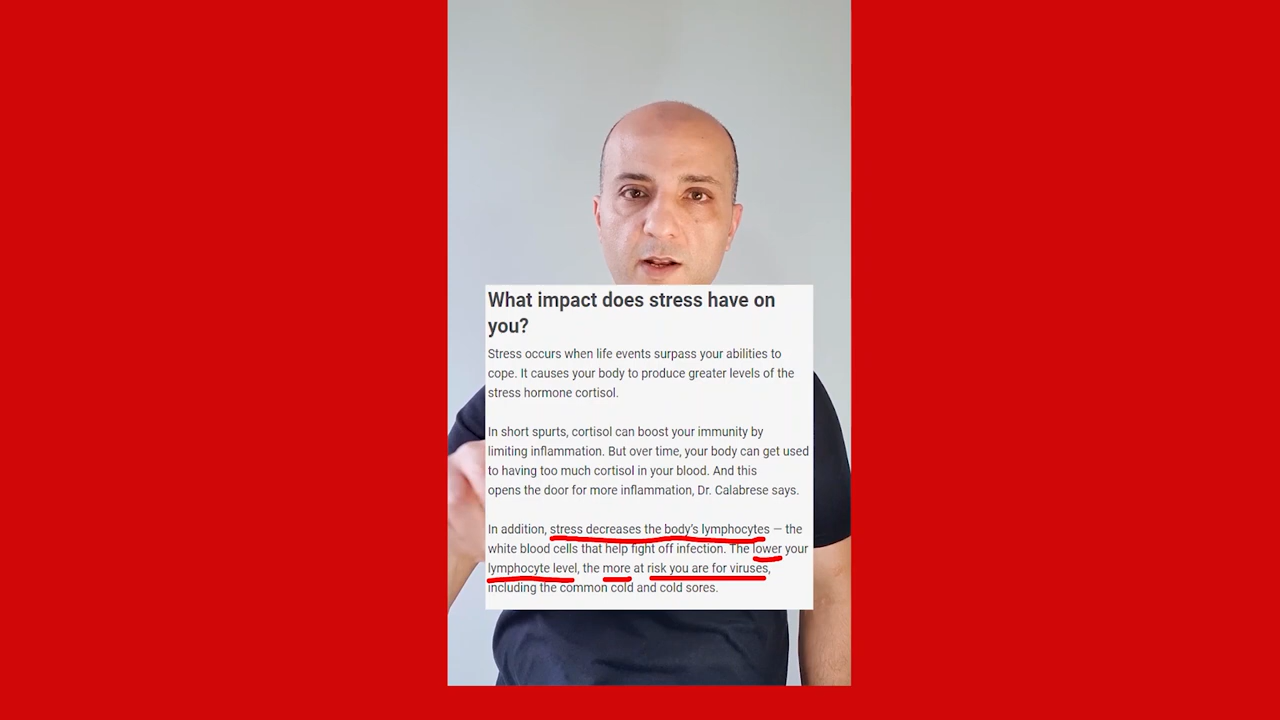 What impact does stress have on
you?
Stress occurs when life events surpass your abilities to
cope. It causes your body to produce greater levels of the
stress hormone cortisol.
In short spurts, cortisol can boost your immunity by
limiting inflammation. But over time, your body can get used
to having too much cortisol in your blood. And this
opens the door for more inflammation, Dr. Calabrese says.
In addition, stress decreases the body’s lymphocytes — the
white blood cells that help fight off infection. The lower your
lymphocyte level, the more at risk you are for viruses,
including the common cold and cold sores.